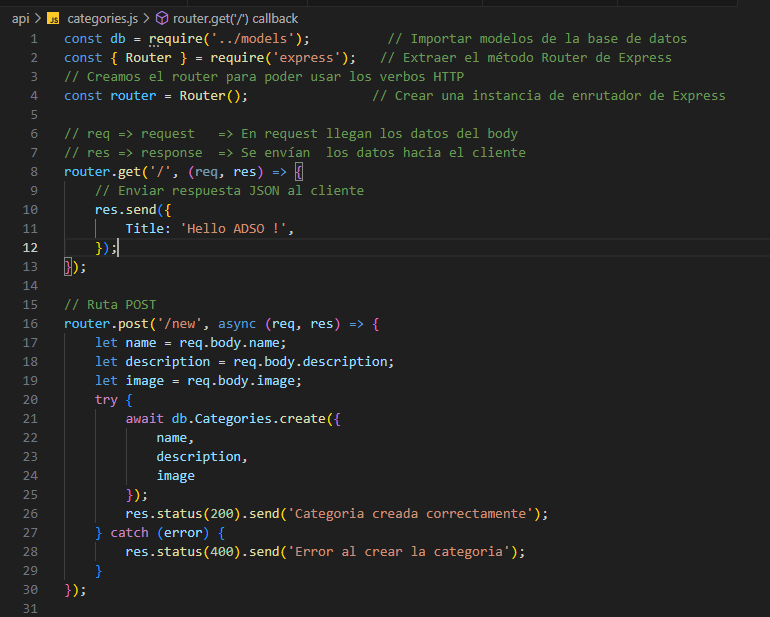 api > JS categories.js > router.get('/') callback
1 const db = require('../models');          // Importar modelos de la base de datos
2 const { Router } = require('express');   // Extraer el método Router de Express
3 // Creamos el router para poder usar los verbos HTTP
4 const router = Router();                // Crear una instancia de enrutador de Express
5
6 // req => request   => En request llegan los datos del body
7 // res => response  => Se envían  los datos hacia el cliente
8 router.get('/', (req, res) => {
9     // Enviar respuesta JSON al cliente
10     res.send({
11         Title: 'Hello ADSO !',
12     });
13 });
14
15 // Ruta POST
16 router.post('/new', async (req, res) => {
17     let name = req.body.name;
18     let description = req.body.description;
19     let image = req.body.image;
20     try {
21         await db.Categories.create({
22             name,
23             description,
24             image
25         });
26         res.status(200).send('Categoria creada correctamente');
27     } catch (error) {
28         res.status(400).send('Error al crear la categoria');
29     }
30 });
31